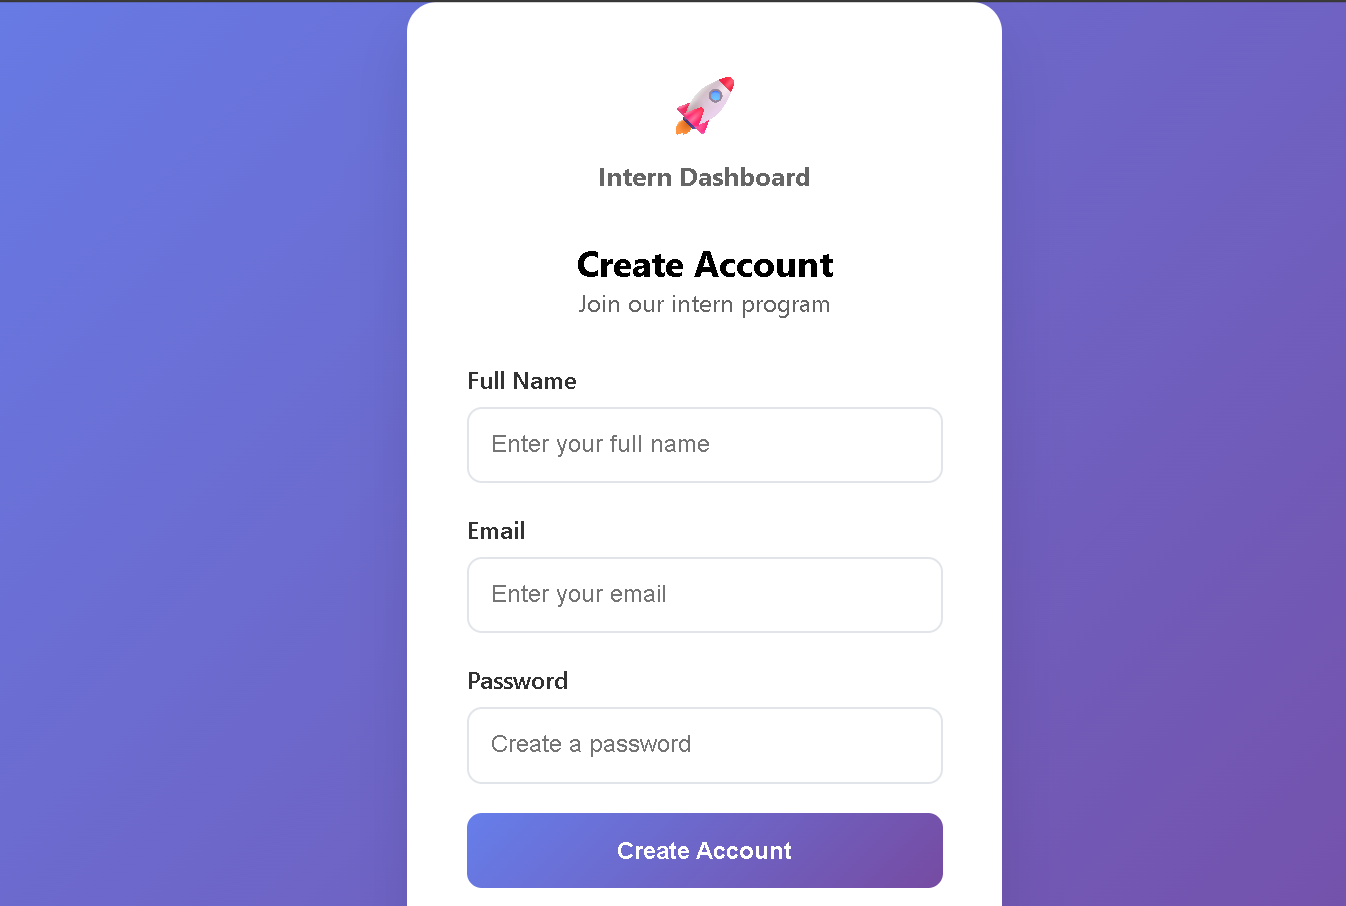 Intern Dashboard
Create Account
Join our intern program
Full Name
Enter your full name
Email
Enter your email
Password
Create a password
Create Account